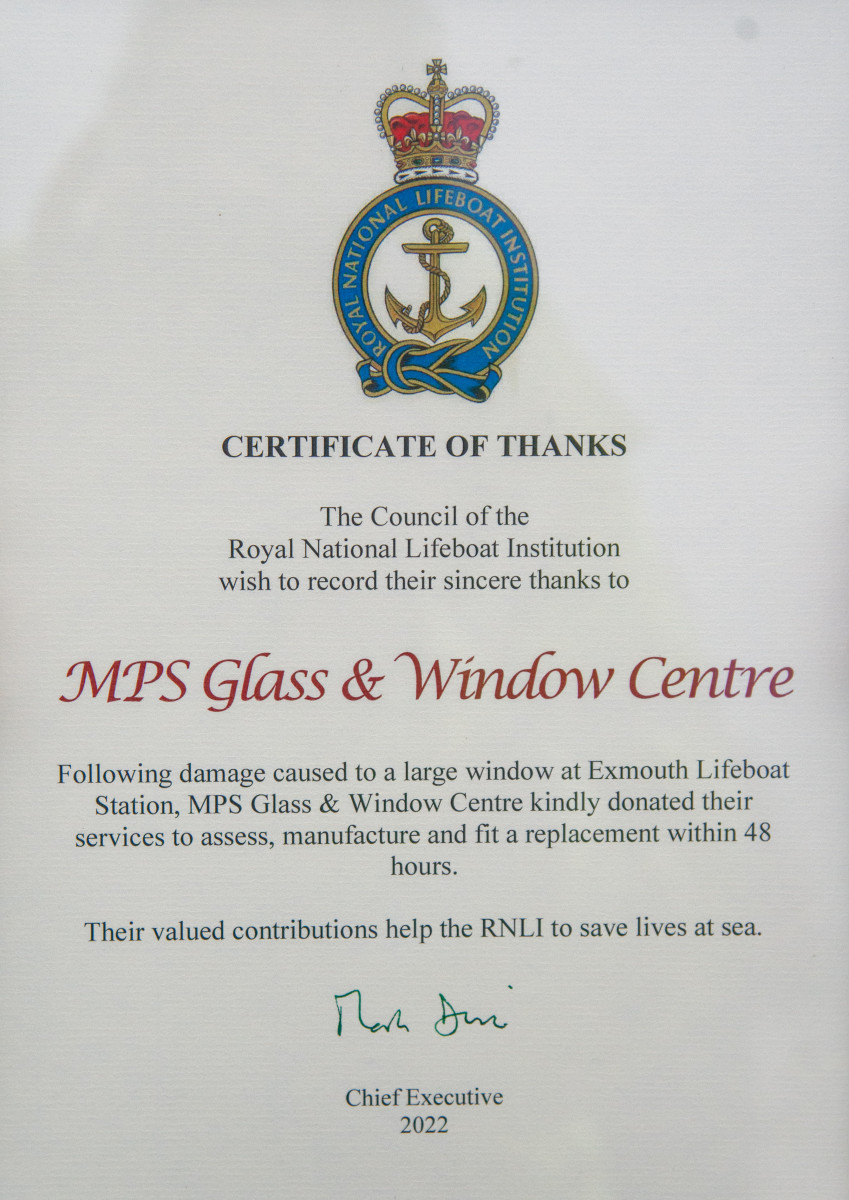 ROYAL NATIONAL LIFEBOAT INSTITUTION
CERTIFICATE OF THANKS
The Council of the
Royal National Lifeboat Institution
wish to record their sincere thanks to
MPS Glass & Window Centre
Following damage caused to a large window at Exmouth Lifeboat
Station, MPS Glass & Window Centre kindly donated their
services to assess, manufacture and fit a replacement within 48
hours.
Their valued contributions help the RNLI to save lives at sea.
Chief Executive
2022